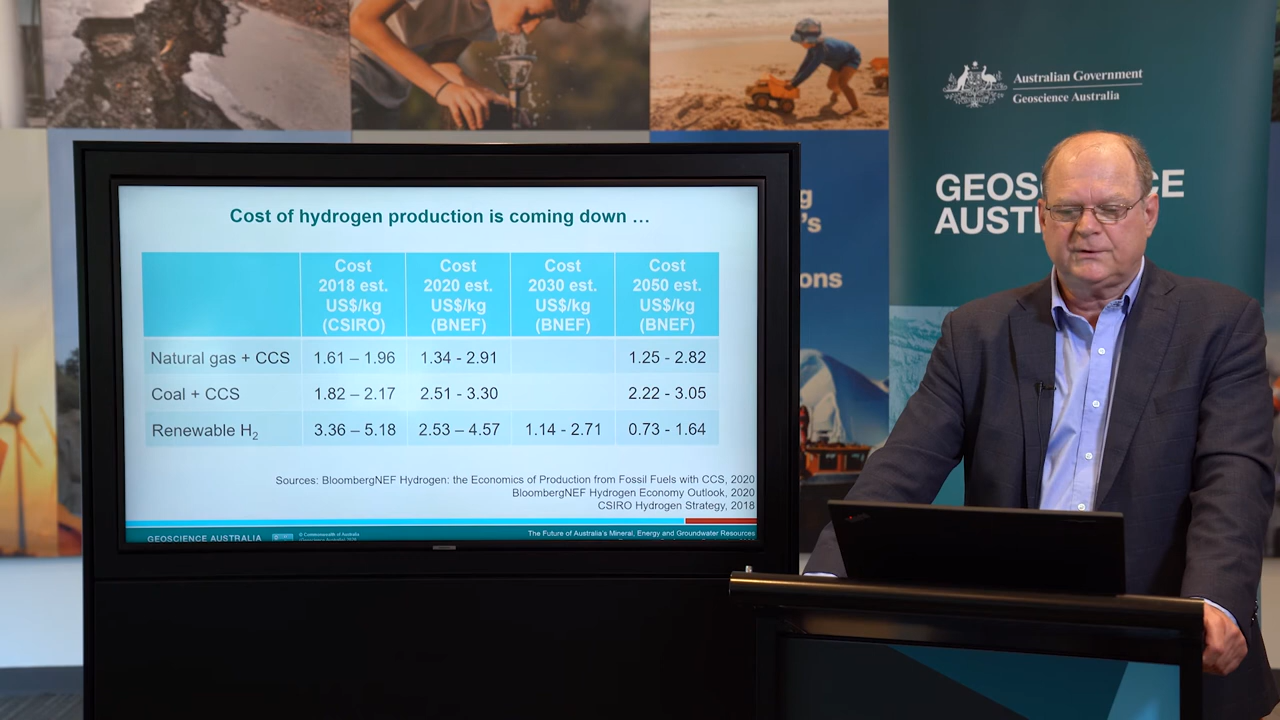 Australian Government
Geoscience Australia
GEOS CE
AUST
g
's
ons
Cost of hydrogen production is coming down …
Cost 2018 est. US$/kg (CSIRO)
Cost 2020 est. US$/kg (BNEF)
Cost 2030 est. US$/kg (BNEF)
Cost 2050 est. US$/kg (BNEF)
Natural gas + CCS 1.61 – 1.96 1.34 - 2.91 1.25 - 2.82
Coal + CCS 1.82 – 2.17 2.51 - 3.30 2.22 - 3.05
Renewable H₂ 3.36 – 5.18 2.53 – 4.57 1.14 - 2.71 0.73 - 1.64
Sources: BloombergNEF Hydrogen: the Economics of Production from Fossil Fuels with CCS, 2020
BloombergNEF Hydrogen Economy Outlook, 2020
CSIRO Hydrogen Strategy, 2018
GEOSCIENCE AUSTRALIA
© Commonwealth of Australia
The Future of Australia's Mineral, Energy and Groundwater Resources